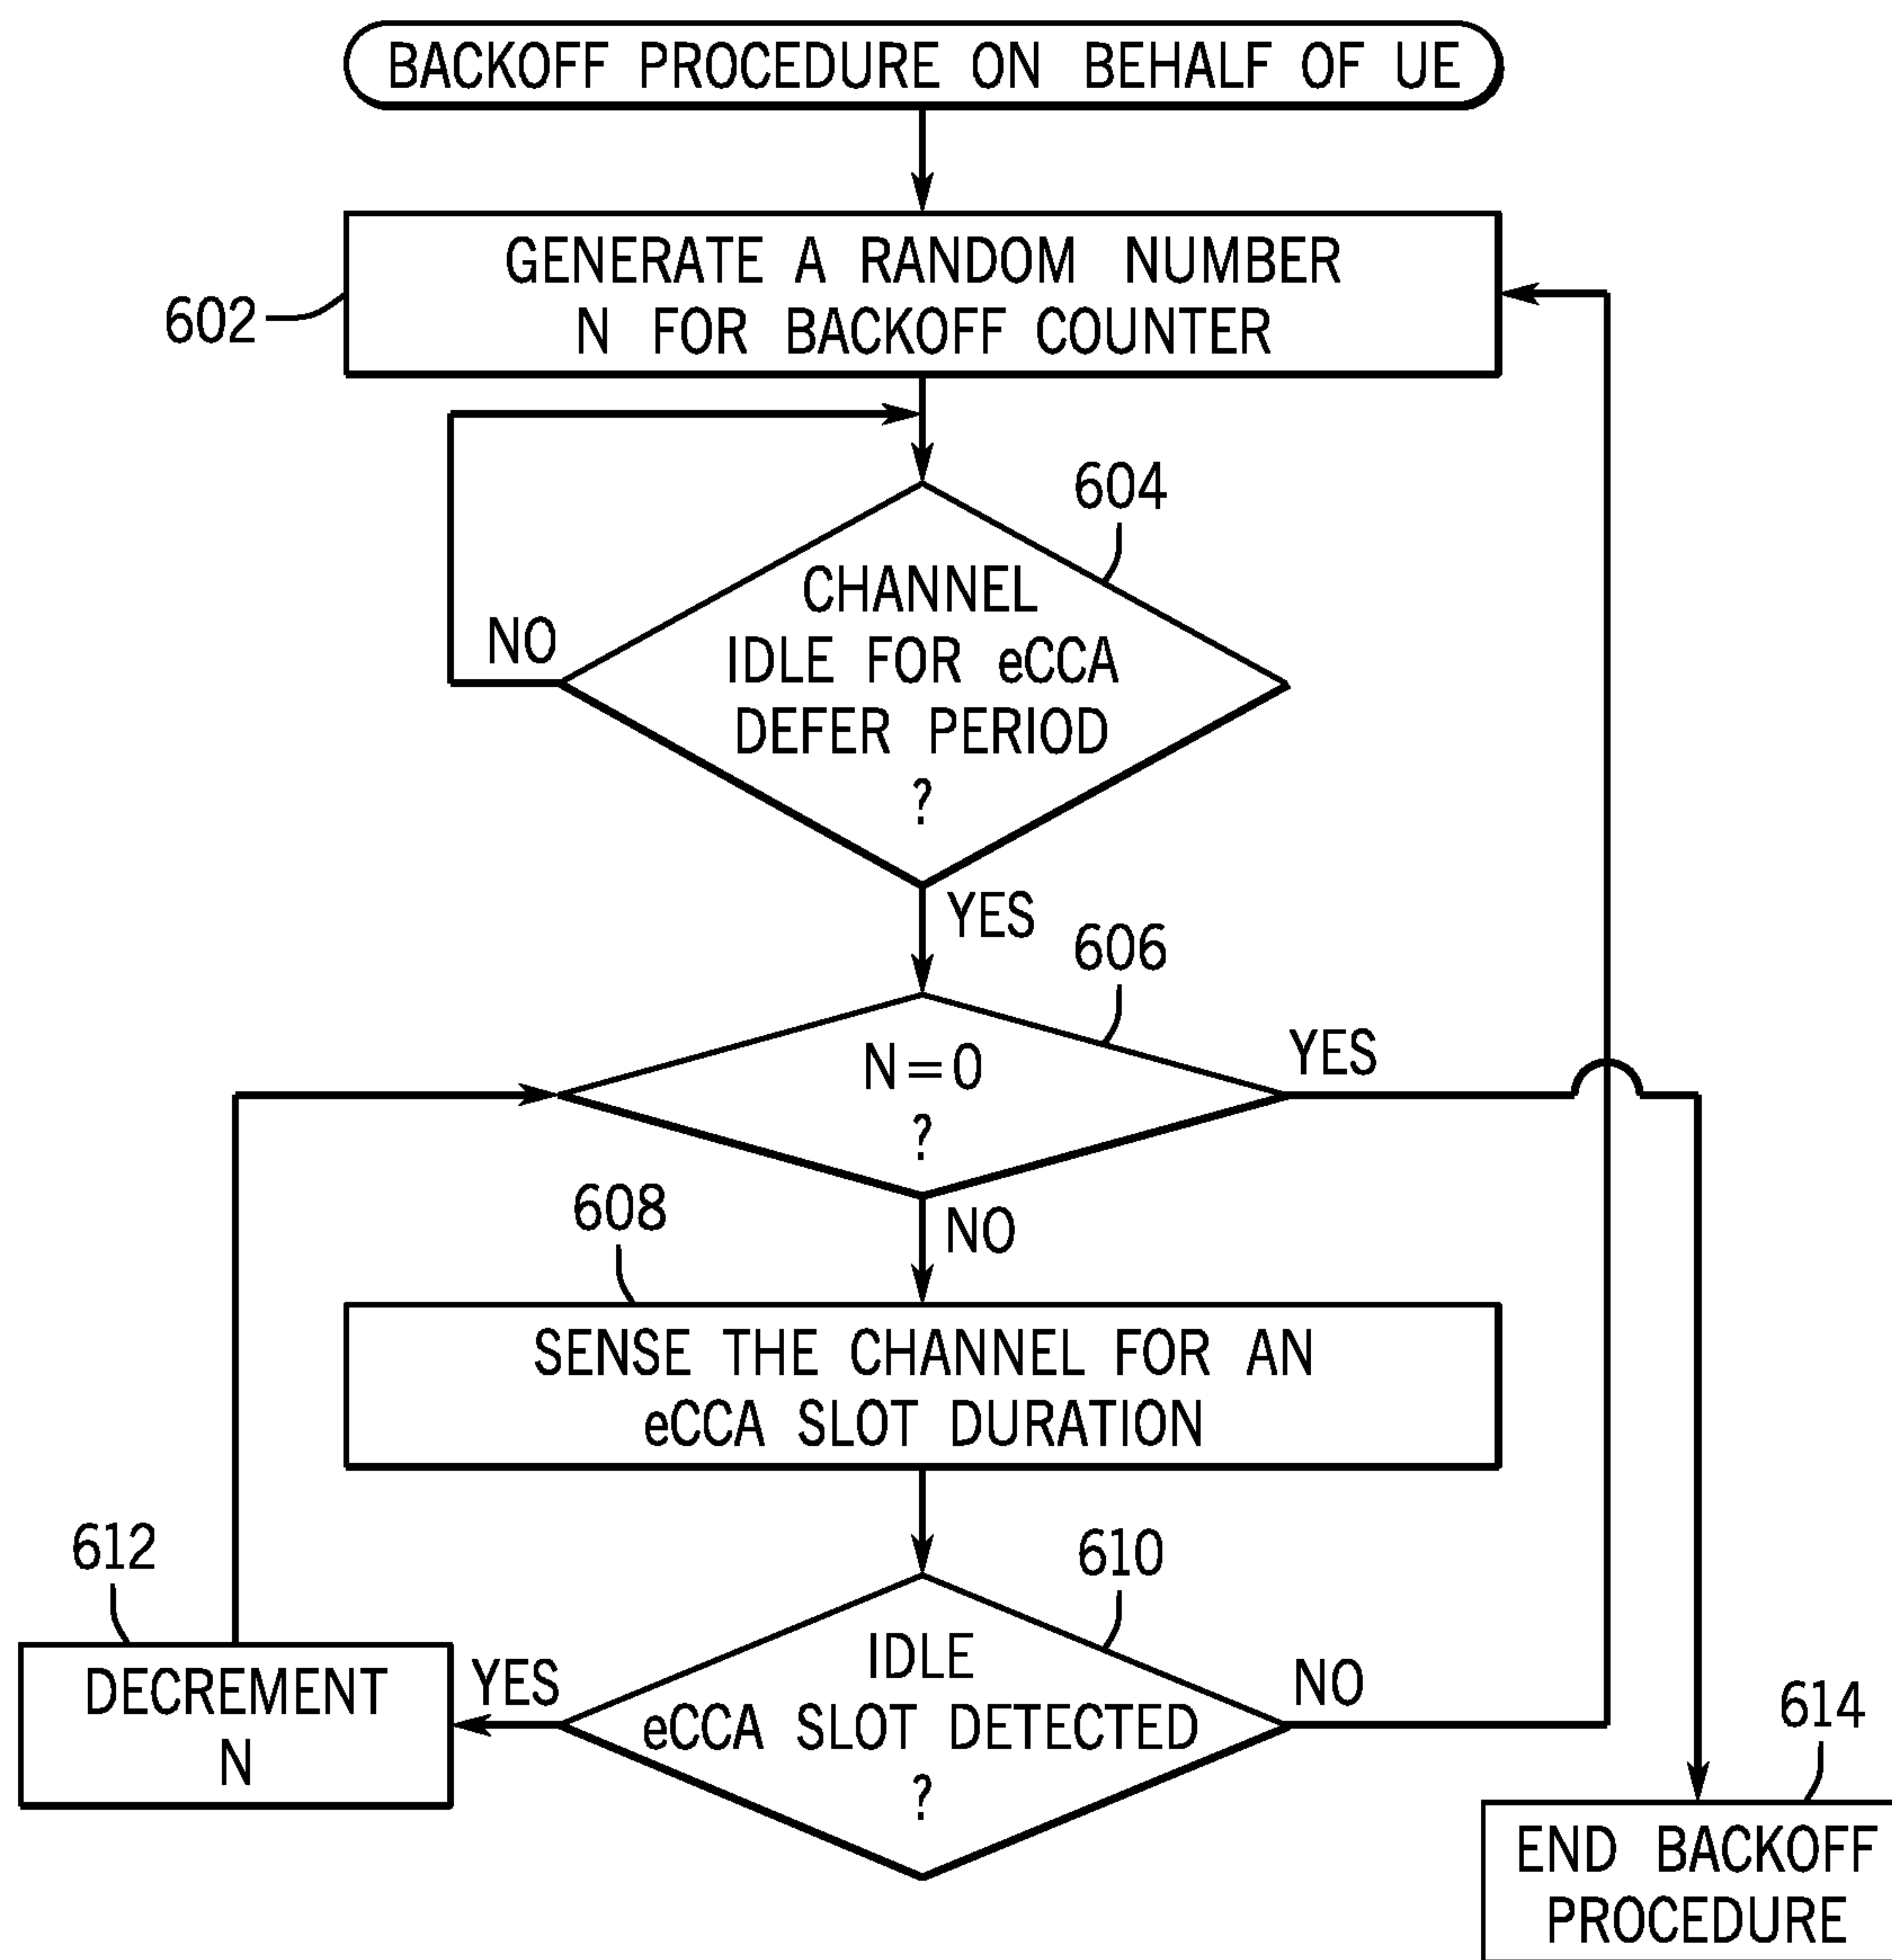 BACKOFF PROCEDURE ON BEHALF OF UE
GENERATE A RANDOM NUMBER
N FOR BACKOFF COUNTER
602
604
CHANNEL
IDLE FOR eCCA
DEFER PERIOD
?
NO
YES
606
N=0
?
YES
NO
608
SENSE THE CHANNEL FOR AN
eCCA SLOT DURATION
610
IDLE
eCCA SLOT DETECTED
?
YES
NO
612
DECREMENT
N
614
END BACKOFF
PROCEDURE